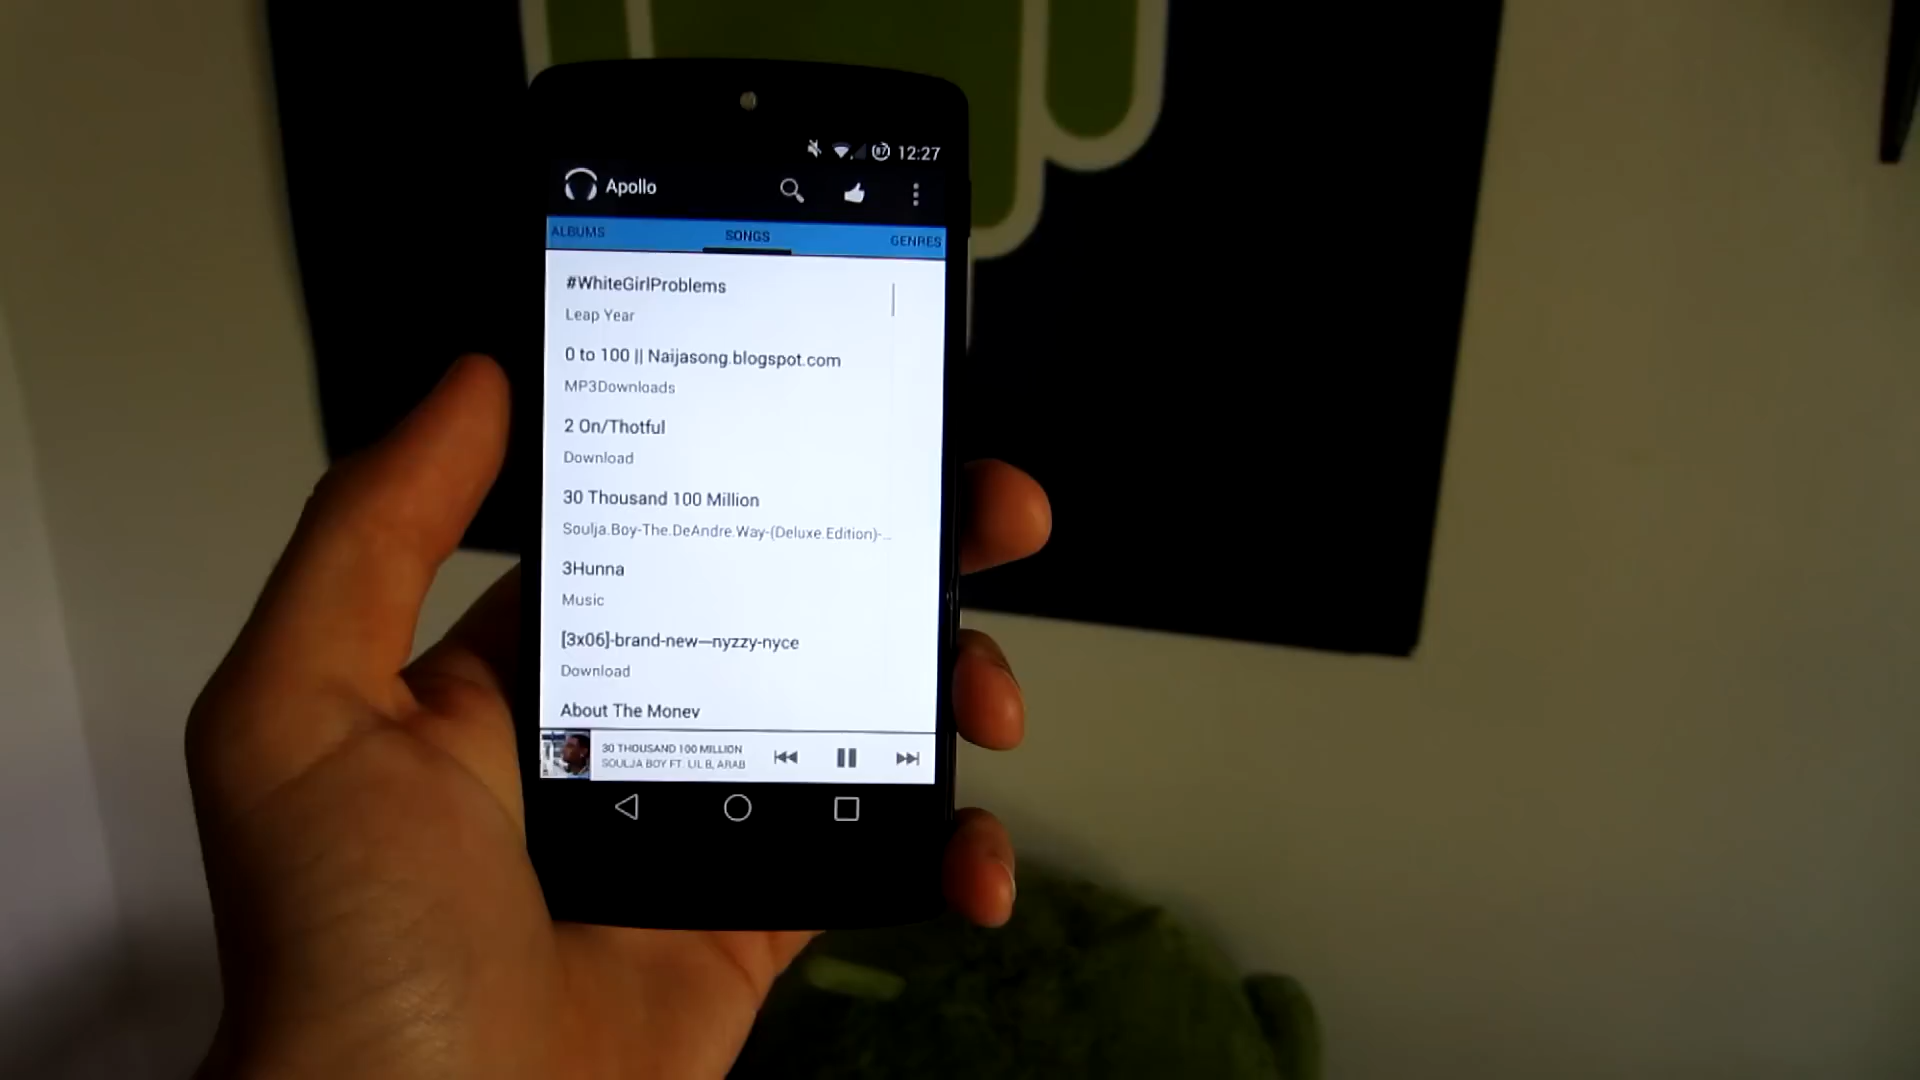 12:27
Apollo
ALBUMS SONGS GENRES
#WhiteGirlProblems
Leap Year
0 to 100 || Naijasong.blogspot.com
MP3Downloads
2 On/Thotful
Download
30 Thousand 100 Million
Soulja.Boy-The.DeAndre.Way-(Deluxe.Edition)-...
3Hunna
Music
[3x06]-brand-new—nyzzy-nyce
Download
About The Money
30 THOUSAND 100 MILLION
SOULJA BOY FT. LIL B, ARAB